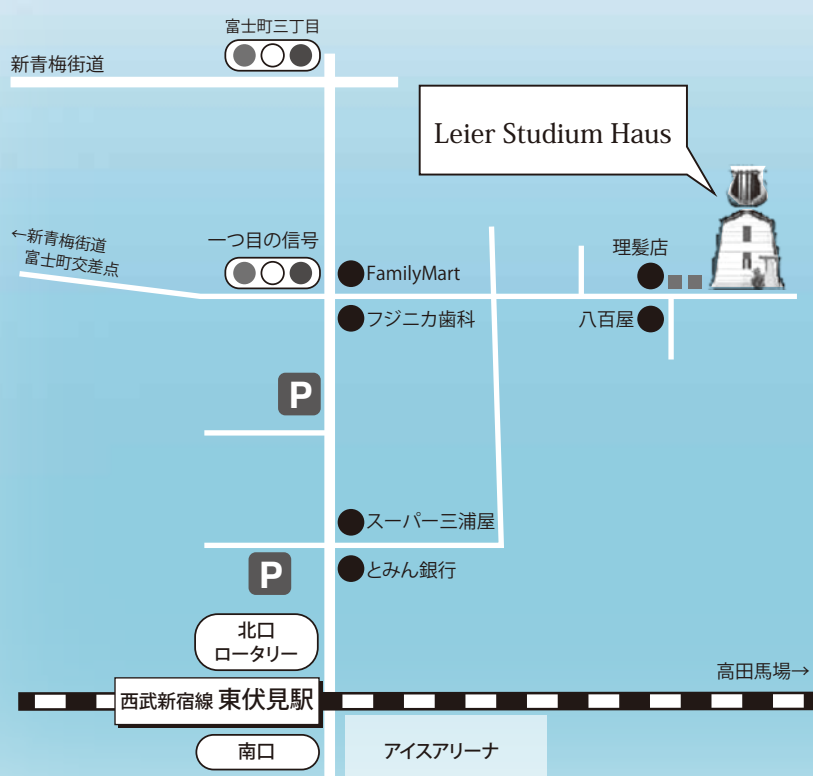 富士町三丁目
新青梅街道
Leier Studium Haus
←新青梅街道
富士町交差点
一つ目の信号
理髪店
FamilyMart
フジニカ歯科
八百屋
P
スーパー三浦屋
とみん銀行
P
北口
ロータリー
高田馬場→
西武新宿線 東伏見駅
南口
アイスアリーナ